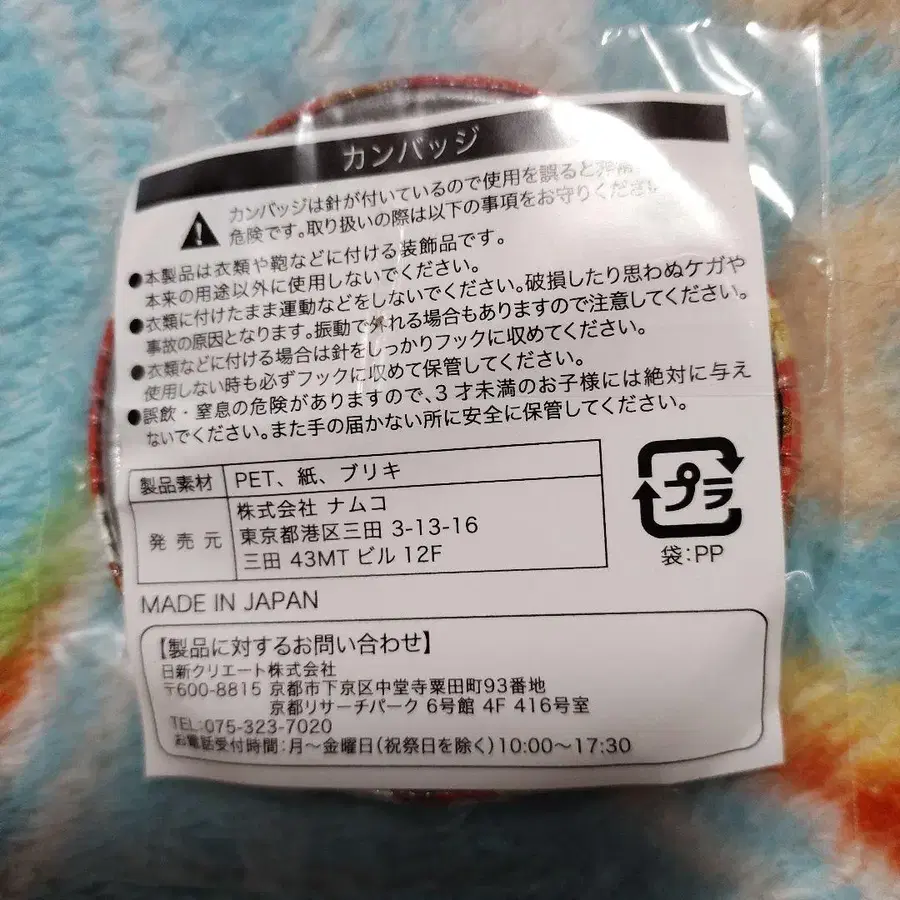 カンバッジ
カンバッジは針が付いているので使用を誤ると非常
危険です。取り扱いの際は以下の事項をお守りください
●本製品は衣類や鞄などに付ける装飾品です。
本来の用途以外に使用しないでください。
●衣類に付けたまま運動などをしないでください。破損したり思わぬケガや
事故の原因となります。振動で外れる場合もありますので注意してください。
●衣類などに付ける場合は針をしっかりフックに収めてください。
使用しない時も必ずフックに収めて保管してください。
●誤飲・窒息の危険がありますので、3才未満のお子様には絶対に与え
ないでください。また手の届かない所に安全に保管してください。
製品素材 PET、紙、ブリキ
発売元 株式会社 ナムコ
東京都港区三田 3-13-16
三田 43MT ビル 12F
プラ
袋:PP
MADE IN JAPAN
【製品に対するお問い合わせ】
日新クリエート株式会社
〒600-8815 京都市下京区中堂寺粟田町93番地
京都リサーチパーク 6号館 4F 416号室
TEL:075-323-7020
お電話受付時間:月～金曜日(祝祭日を除く)10:00～17:30